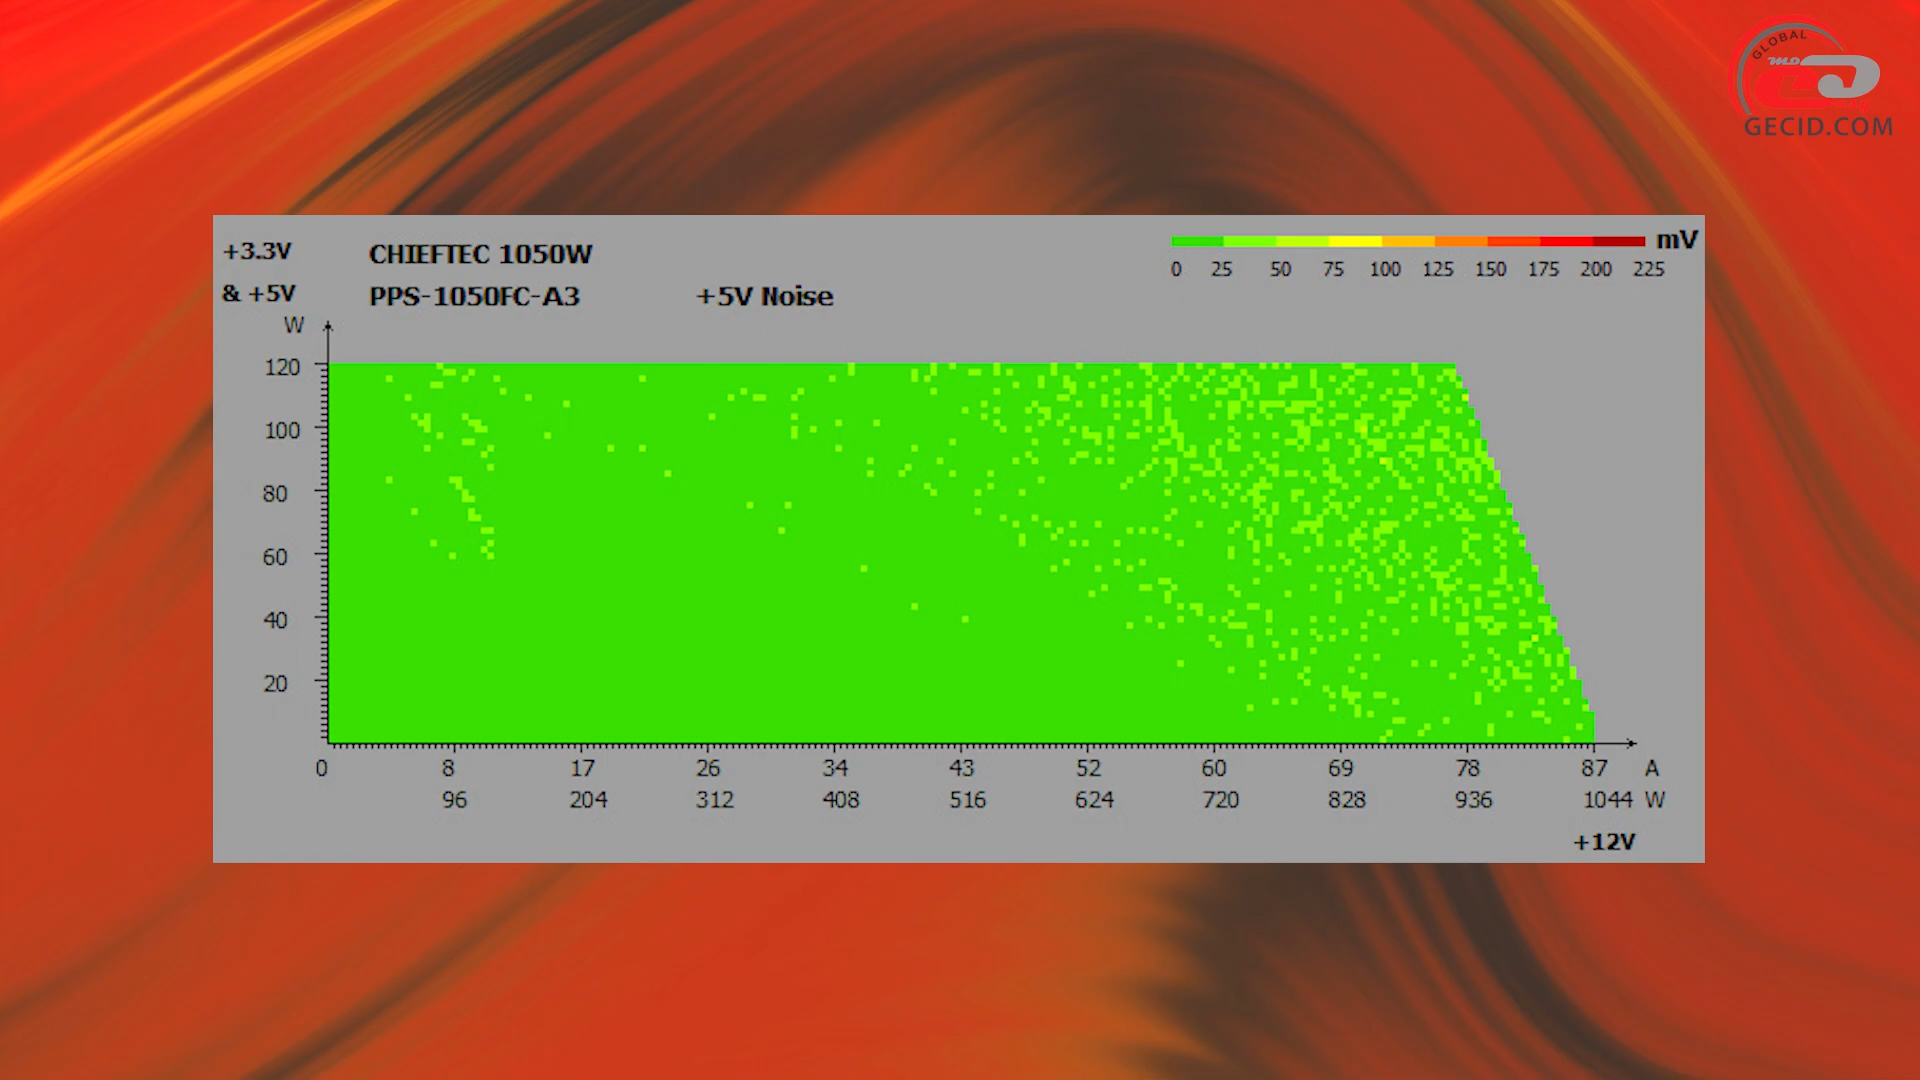 GLOBAL
GECID.COM
+3.3V
& +5V
W
CHIEFTEC 1050W
PPS-1050FC-A3
+5V Noise
mV
0 25 50 75 100 125 150 175 200 225
120
100
80
60
40
20
0 8 17 26 34 43 52 60 69 78 87 A
96 204 312 408 516 624 720 828 936 1044 W
+12V